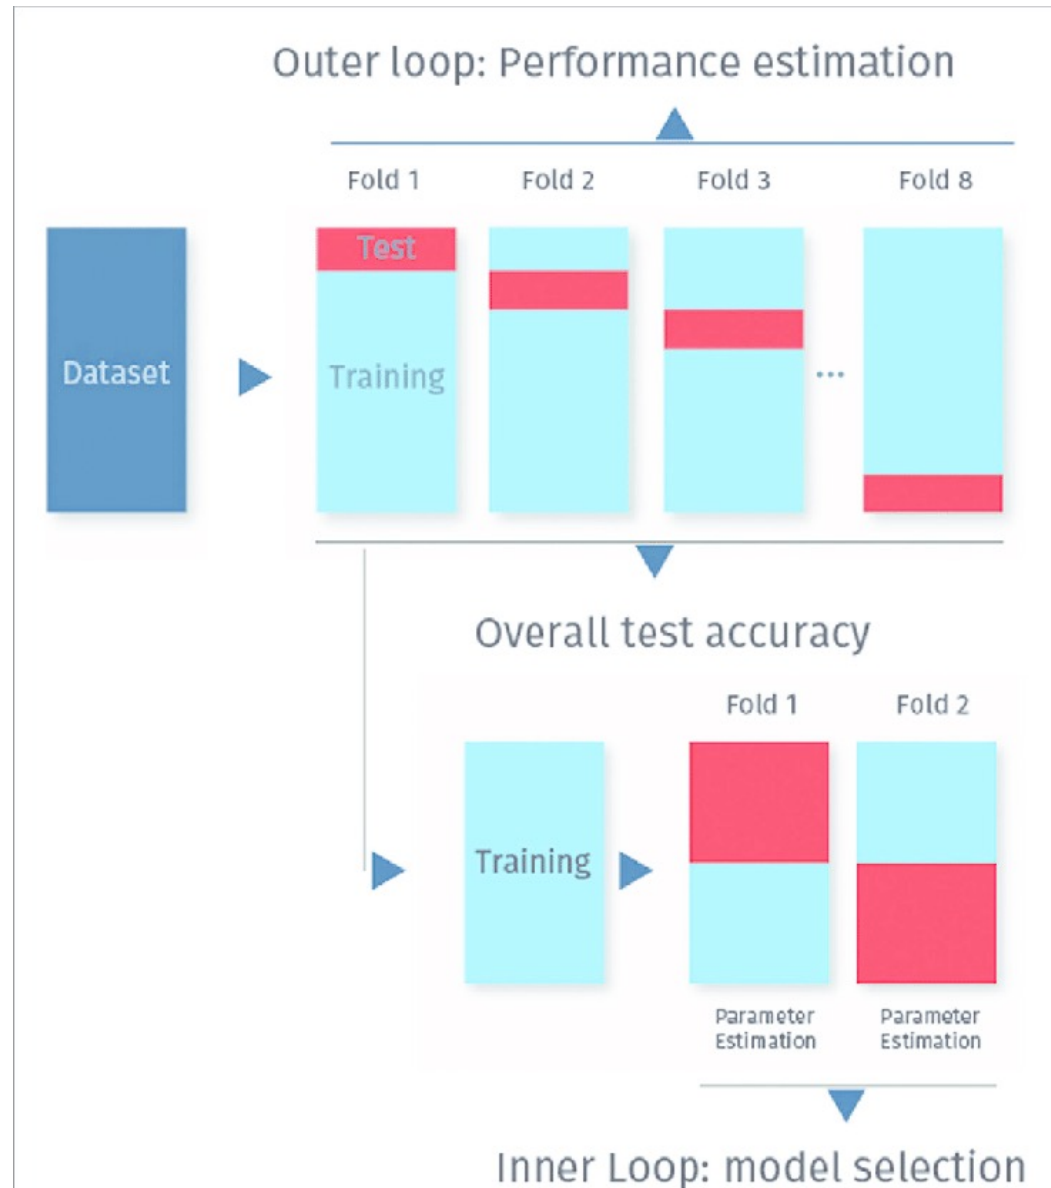 Outer loop: Performance estimation
Fold 1 Fold 2 Fold 3 Fold 8
Test
Dataset
Training
...
Overall test accuracy
Fold 1 Fold 2
Training
Parameter Estimation
Parameter Estimation
Inner Loop: model selection